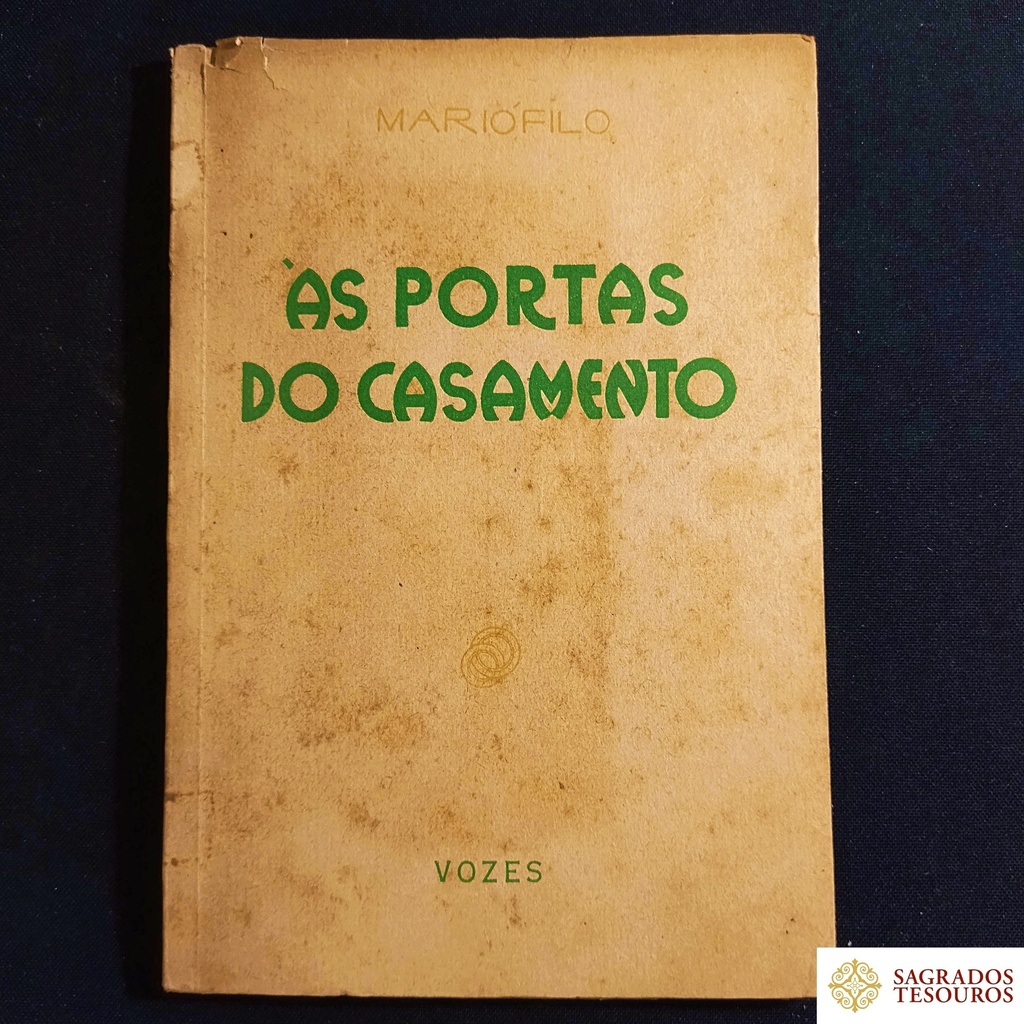 MARIÓFILO
ÀS PORTAS
DO CASAMENTO
VOZES
SAGRADOS
TESOUROS